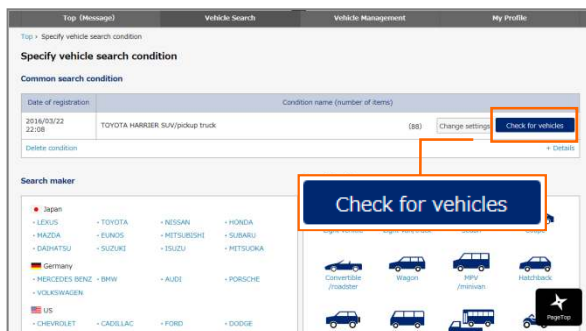 Top (Message) Vehicle Search Vehicle Management My Profile
Top › Specify vehicle search condition
Specify vehicle search condition
Common search condition
Date of registration Condition name (number of items)
2016/03/22
22:08
TOYOTA HARRIER SUV/pickup truck (88) Change settings Check for vehicles
Delete condition + Details
Search maker
Check for vehicles
Japan
- LEXUS - TOYOTA - NISSAN - HONDA
- MAZDA - EUNOS - MITSUBISHI - SUBARU
- DAIHATSU - SUZUKI - ISUZU - MITSUOKA
Germany
- MERCEDES BENZ - BMW - AUDI - PORSCHE
- VOLKSWAGEN
US
- CHEVROLET - CADILLAC - FORD - DODGE
Convertible
/roadster
Wagon
MPV
/minivan
Hatchback
PageTop